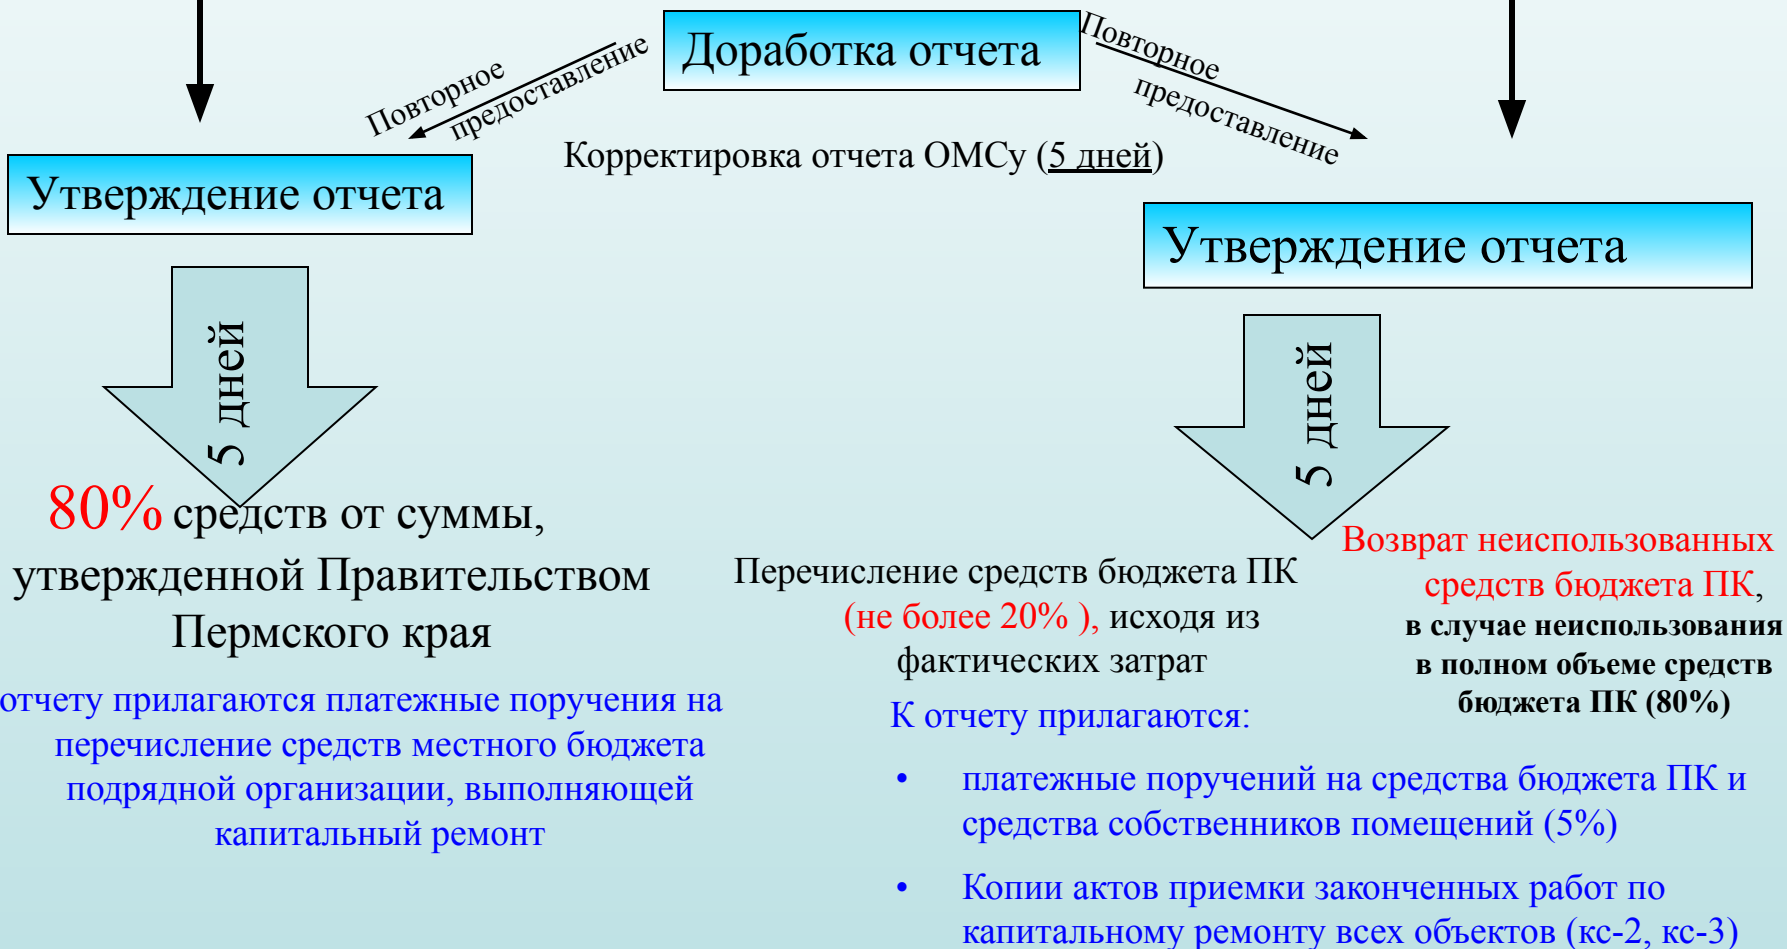 Доработка отчета
Повторное
предоставление
Повторное
предоставление
Корректировка отчета ОМСу (5 дней)
Утверждение отчета
Утверждение отчета
5 дней
5 дней
80% средств от суммы,
утвержденной Правительством
Пермского края
отчету прилагаются платежные поручения на
перечисление средств местного бюджета
подрядной организации, выполняющей
капитальный ремонт
Перечисление средств бюджета ПК
(не более 20% ), исходя из
фактических затрат
Возврат неиспользованных
средств бюджета ПК,
в случае неиспользования
в полном объеме средств
бюджета ПК (80%)
К отчету прилагаются:
• платежные поручений на средства бюджета ПК и
средства собственников помещений (5%)
• Копии актов приемки законченных работ по
капитальному ремонту всех объектов (кс-2, кс-3)